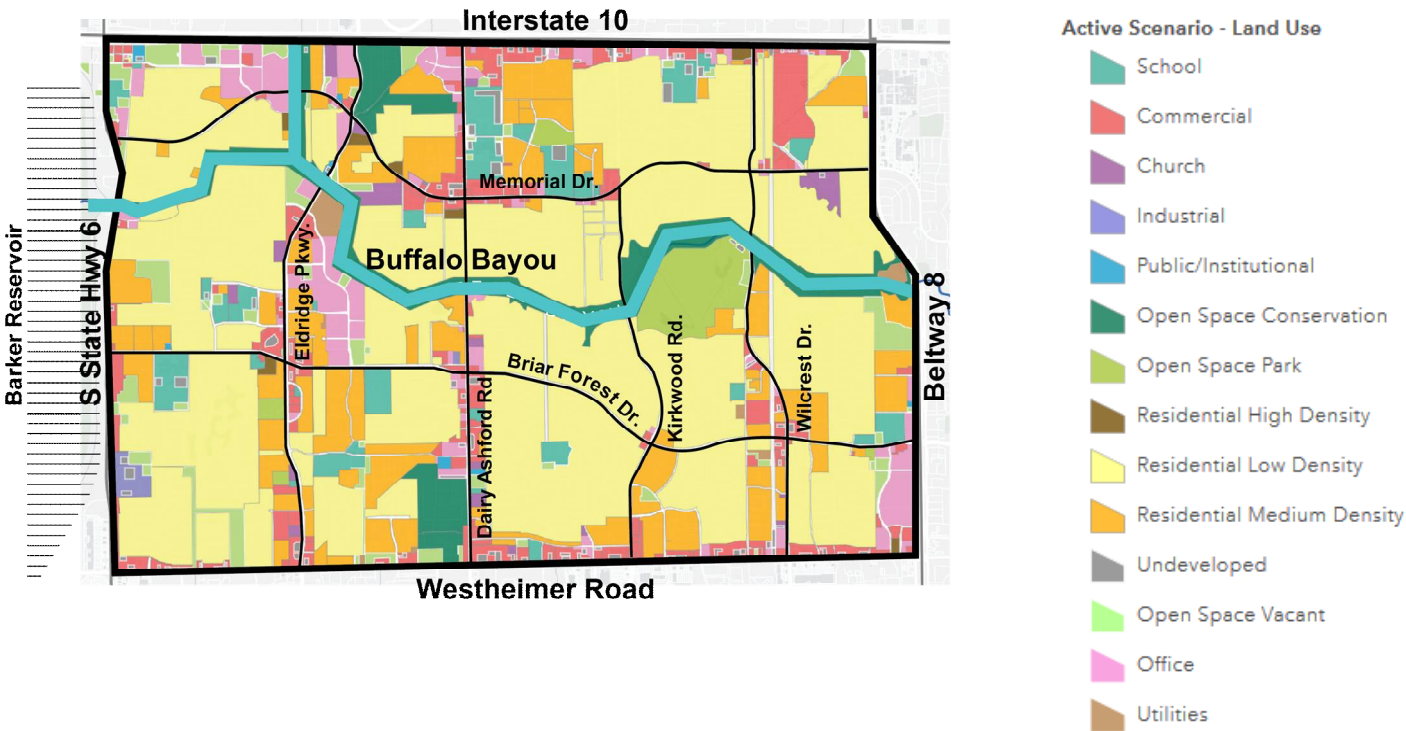 Interstate 10
Active Scenario - Land Use
School
Commercial
Church
Industrial
Public/Institutional
Open Space Conservation
Open Space Park
Residential High Density
Residential Low Density
Residential Medium Density
Undeveloped
Open Space Vacant
Office
Utilities
Memorial Dr.
Buffalo Bayou
Barker Reservoir
S State Hwy 6
Eldridge Pkwy.
Briar Forest Dr.
Dairy Ashford Rd
Kirkwood Rd.
Wilcrest Dr.
Beltway 8
Westheimer Road